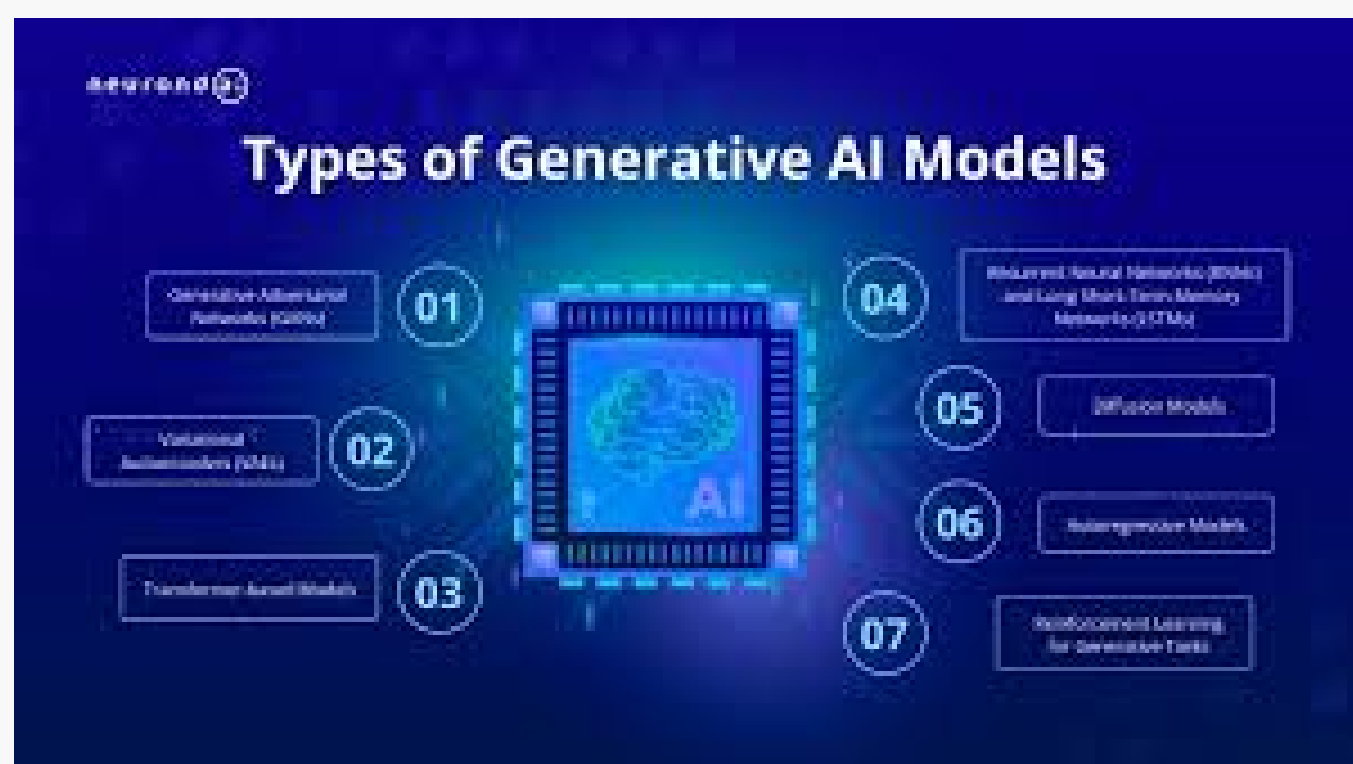 neurond ai
Types of Generative AI Models
Generative Adversarial
Networks (GANs)
01
Variational
Autoencoders (VAEs)
02
Transformer-based Models
03
04
Recurrent Neural Networks (RNNs)
and Long Short-Term Memory
Networks (LSTMs)
05
Diffusion Models
06
Autoregressive Models
07
Reinforcement Learning
for Generative Tasks
AI